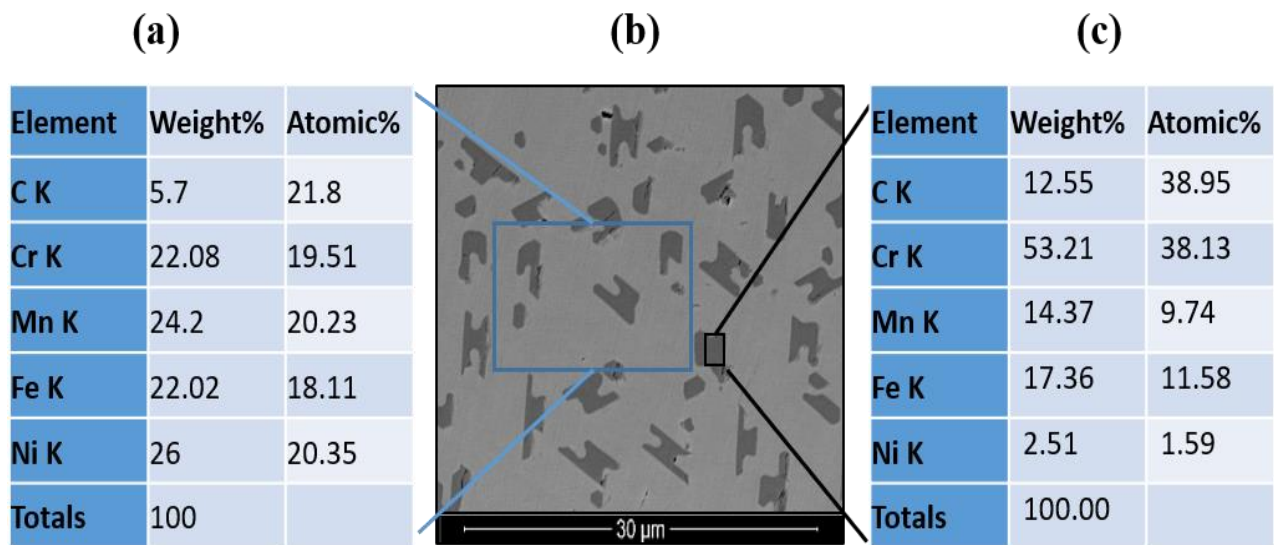 (a) (b) (c)
Element Weight% Atomic%
C K 5.7 21.8
Cr K 22.08 19.51
Mn K 24.2 20.23
Fe K 22.02 18.11
Ni K 26 20.35
Totals 100
30 µm
Element Weight% Atomic%
C K 12.55 38.95
Cr K 53.21 38.13
Mn K 14.37 9.74
Fe K 17.36 11.58
Ni K 2.51 1.59
Totals 100.00